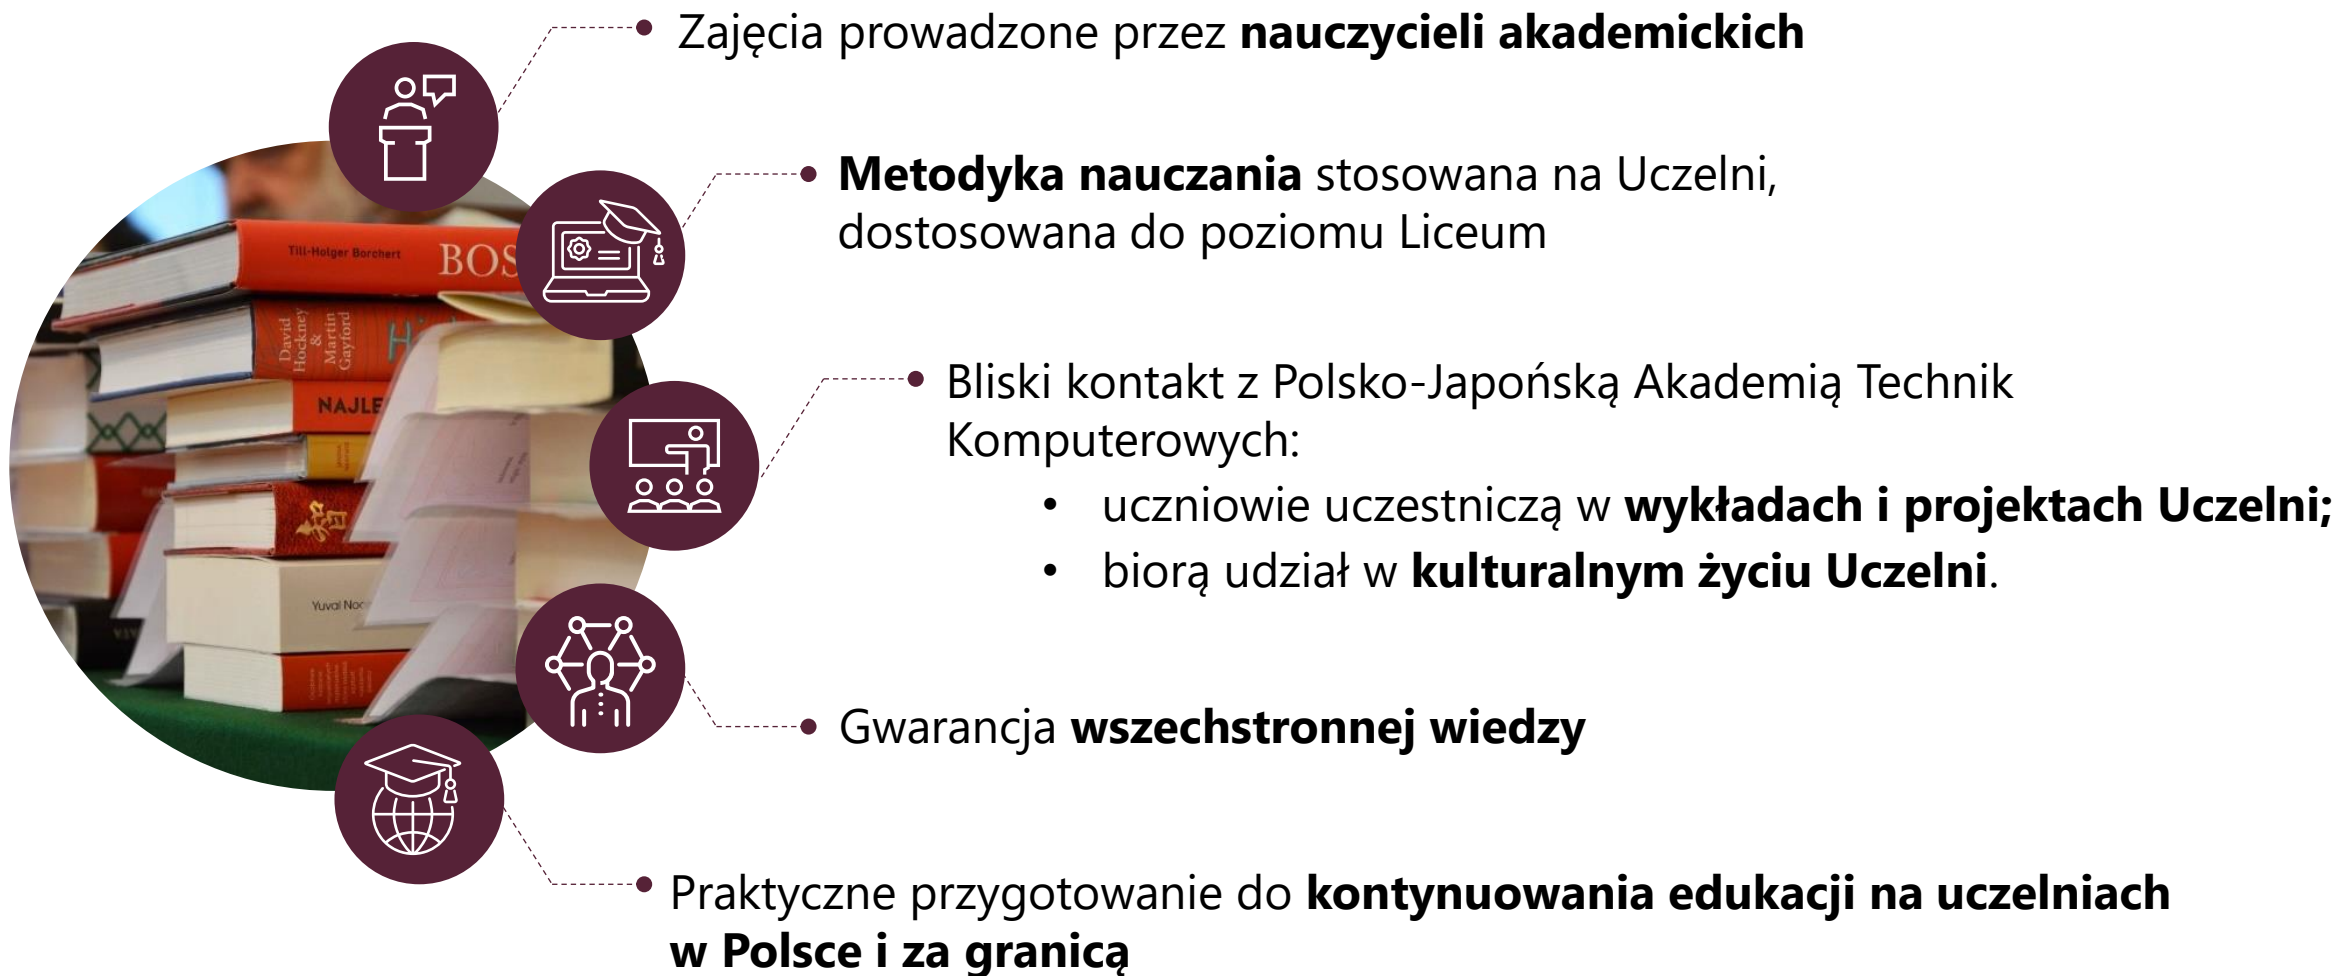 Zajęcia prowadzone przez nauczycieli akademickich
Metodyka nauczania stosowana na Uczelni,
dostosowana do poziomu Liceum
Bliski kontakt z Polsko-Japońską Akademią Technik
Komputerowych:
• uczniowie uczestniczą w wykładach i projektach Uczelni;
• biorą udział w kulturalnym życiu Uczelni.
Gwarancja wszechstronnej wiedzy
Praktyczne przygotowanie do kontynuowania edukacji na uczelniach
w Polsce i za granicą
Till-Holger Borchert
BOS
David
Hockney
&
Martin
Gayford
NAJLE
智
Yuval